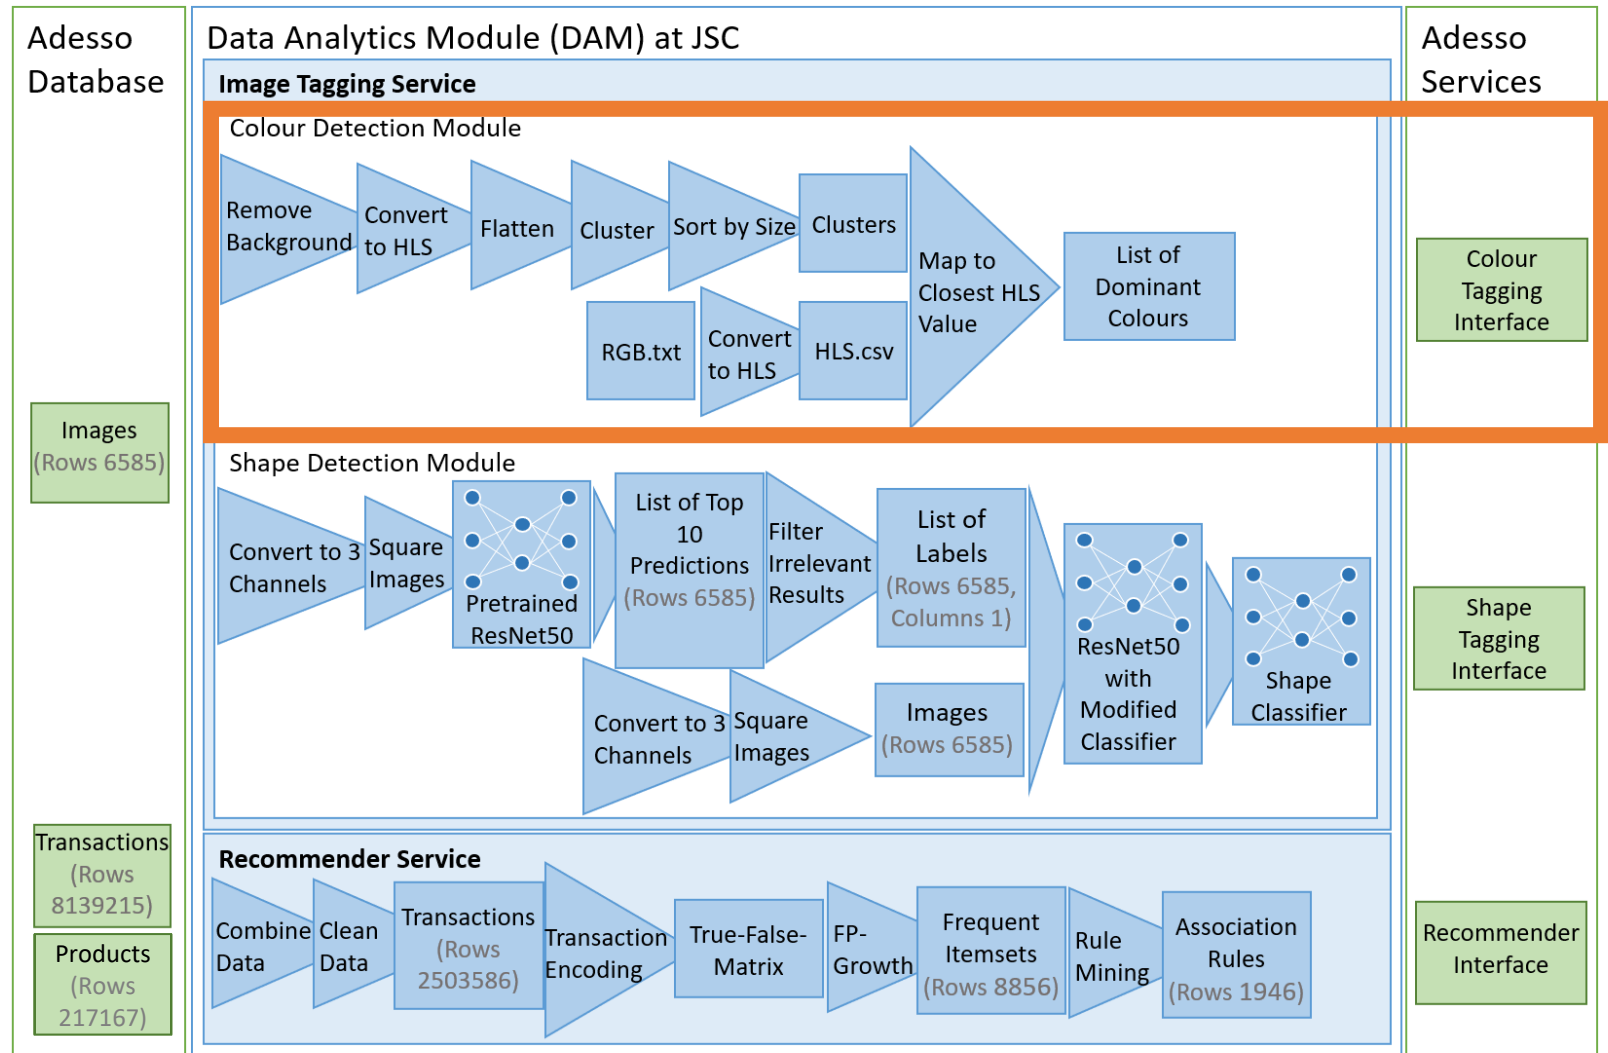 Adesso
Database
Images
(Rows 6585)
Transactions
(Rows
8139215)
Products
(Rows
217167)
Data Analytics Module (DAM) at JSC
Image Tagging Service
Colour Detection Module
Remove
Background
Convert
to HLS
Flatten
Cluster
Sort by Size
Clusters
RGB.txt
Convert
to HLS
HLS.csv
Map to
Closest HLS
Value
List of
Dominant
Colours
Shape Detection Module
Convert to 3
Channels
Square
Images
Pretrained
ResNet50
List of Top
10
Predictions
(Rows 6585)
Filter
Irrelevant
Results
List of
Labels
(Rows 6585,
Columns 1)
Convert to 3
Channels
Square
Images
Images
(Rows 6585)
ResNet50
with
Modified
Classifier
Shape
Classifier
Recommender Service
Combine
Data
Clean
Data
Transactions
(Rows
2503586)
Transaction
Encoding
True-False-
Matrix
FP-
Growth
Frequent
Itemsets
(Rows 8856)
Rule
Mining
Association
Rules
(Rows 1946)
Adesso
Services
Colour
Tagging
Interface
Shape
Tagging
Interface
Recommender
Interface